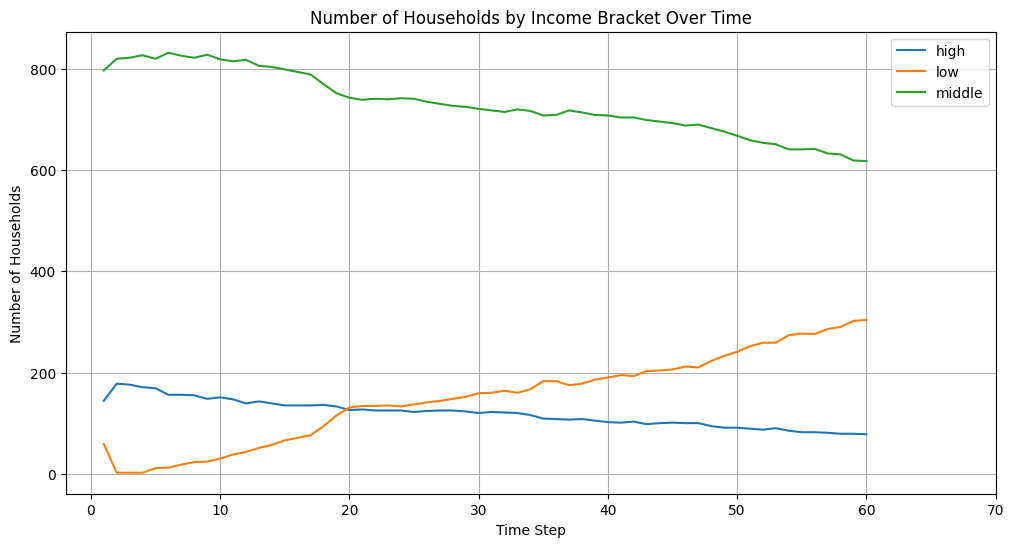 Number of Households by Income Bracket Over Time
high
low
middle
800
600
400
200
0
Number of Households
0 10 20 30 40 50 60 70
Time Step